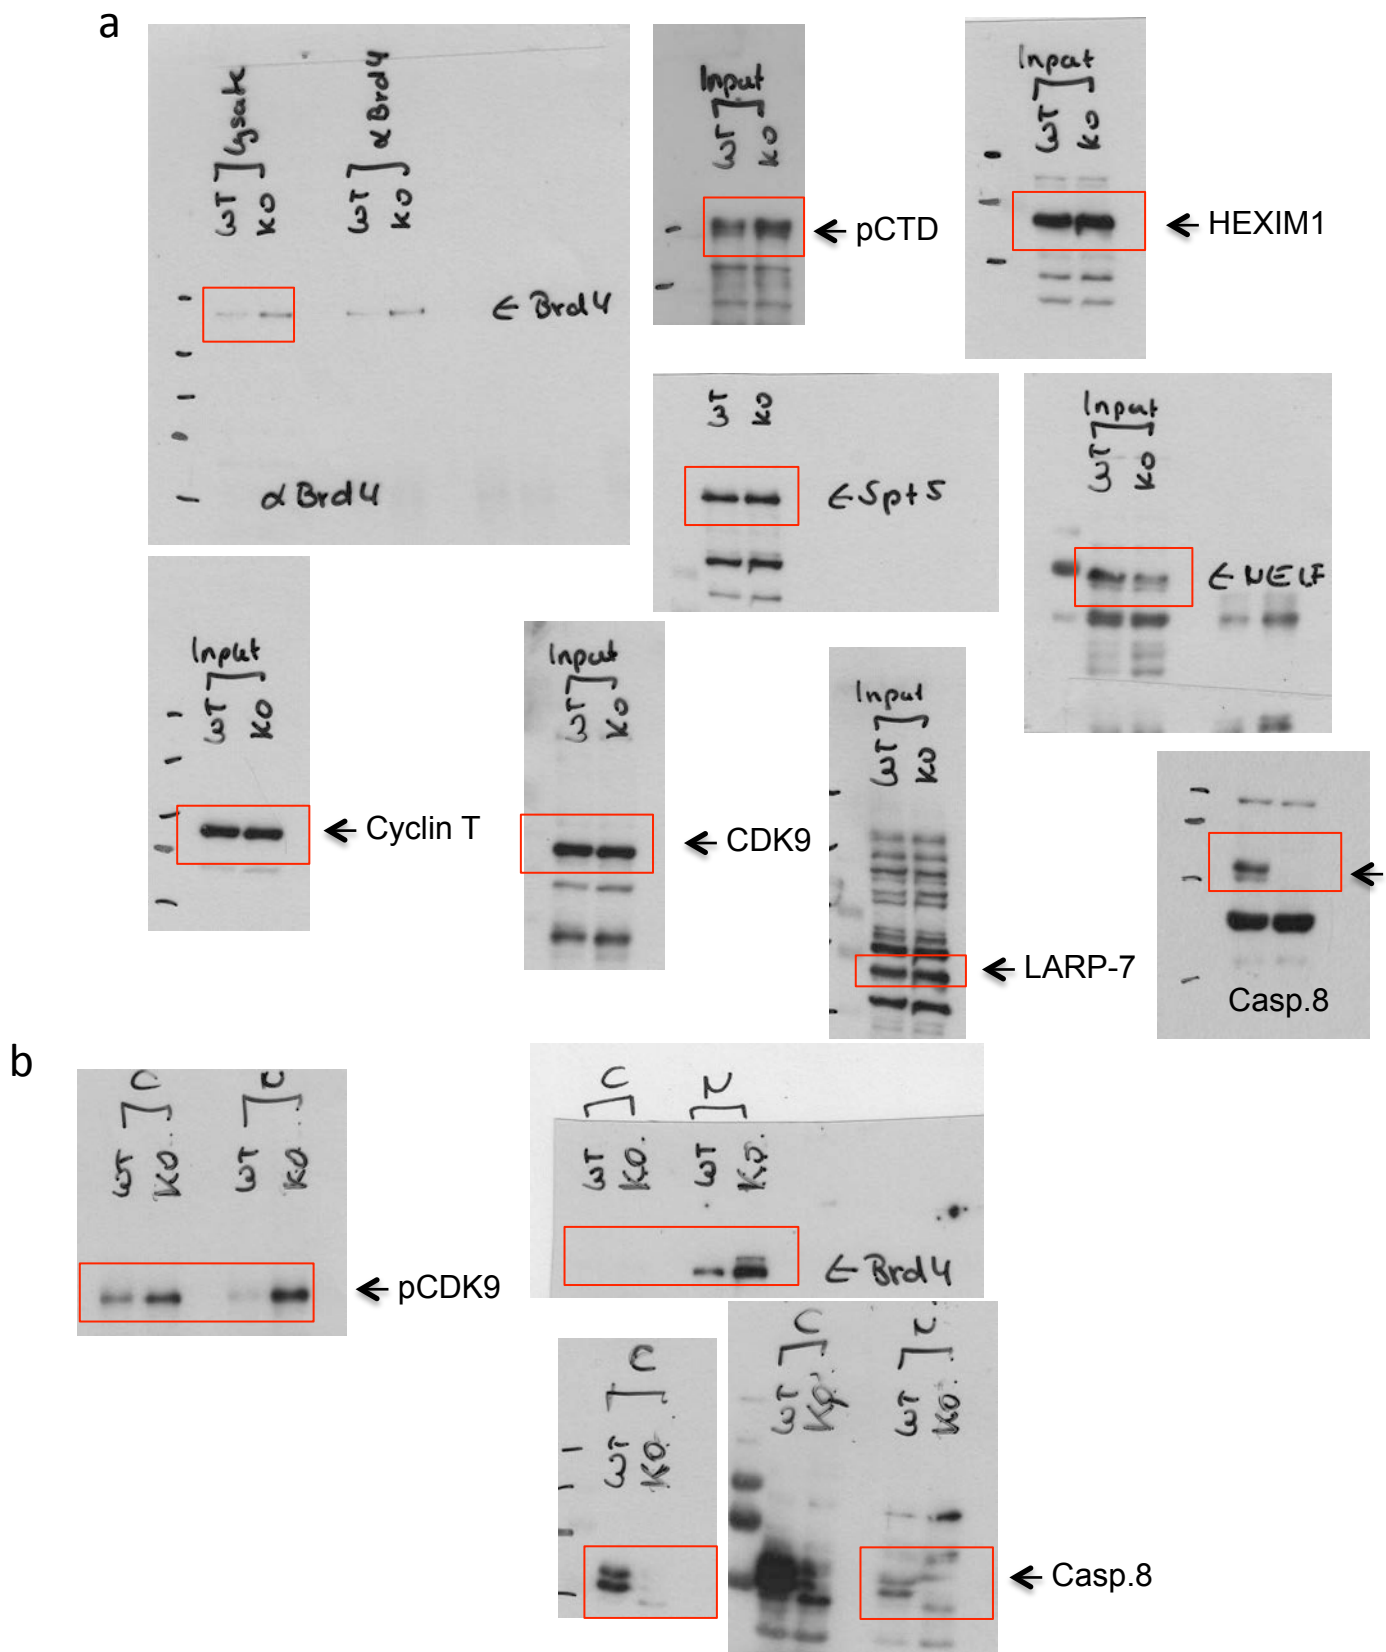 a
WT KO ] Lysate
WT KO ] αBrd4
← Brd4
αBrd4
Input
WT KO
pCTD
Input
WT KO
HEXIM1
WT KO
← Spt5
Input
WT KO
← NELF
Input
WT KO
Cyclin T
Input
WT KO
CDK9
Input
WT KO
LARP-7
Casp.8
b
C
WT KO..
N
WT KO..
pCDK9
C
WT KO.
N
WT KO.
← Brd4
C
WT KO.
C
WT KO.
N
WT KO.
Casp.8